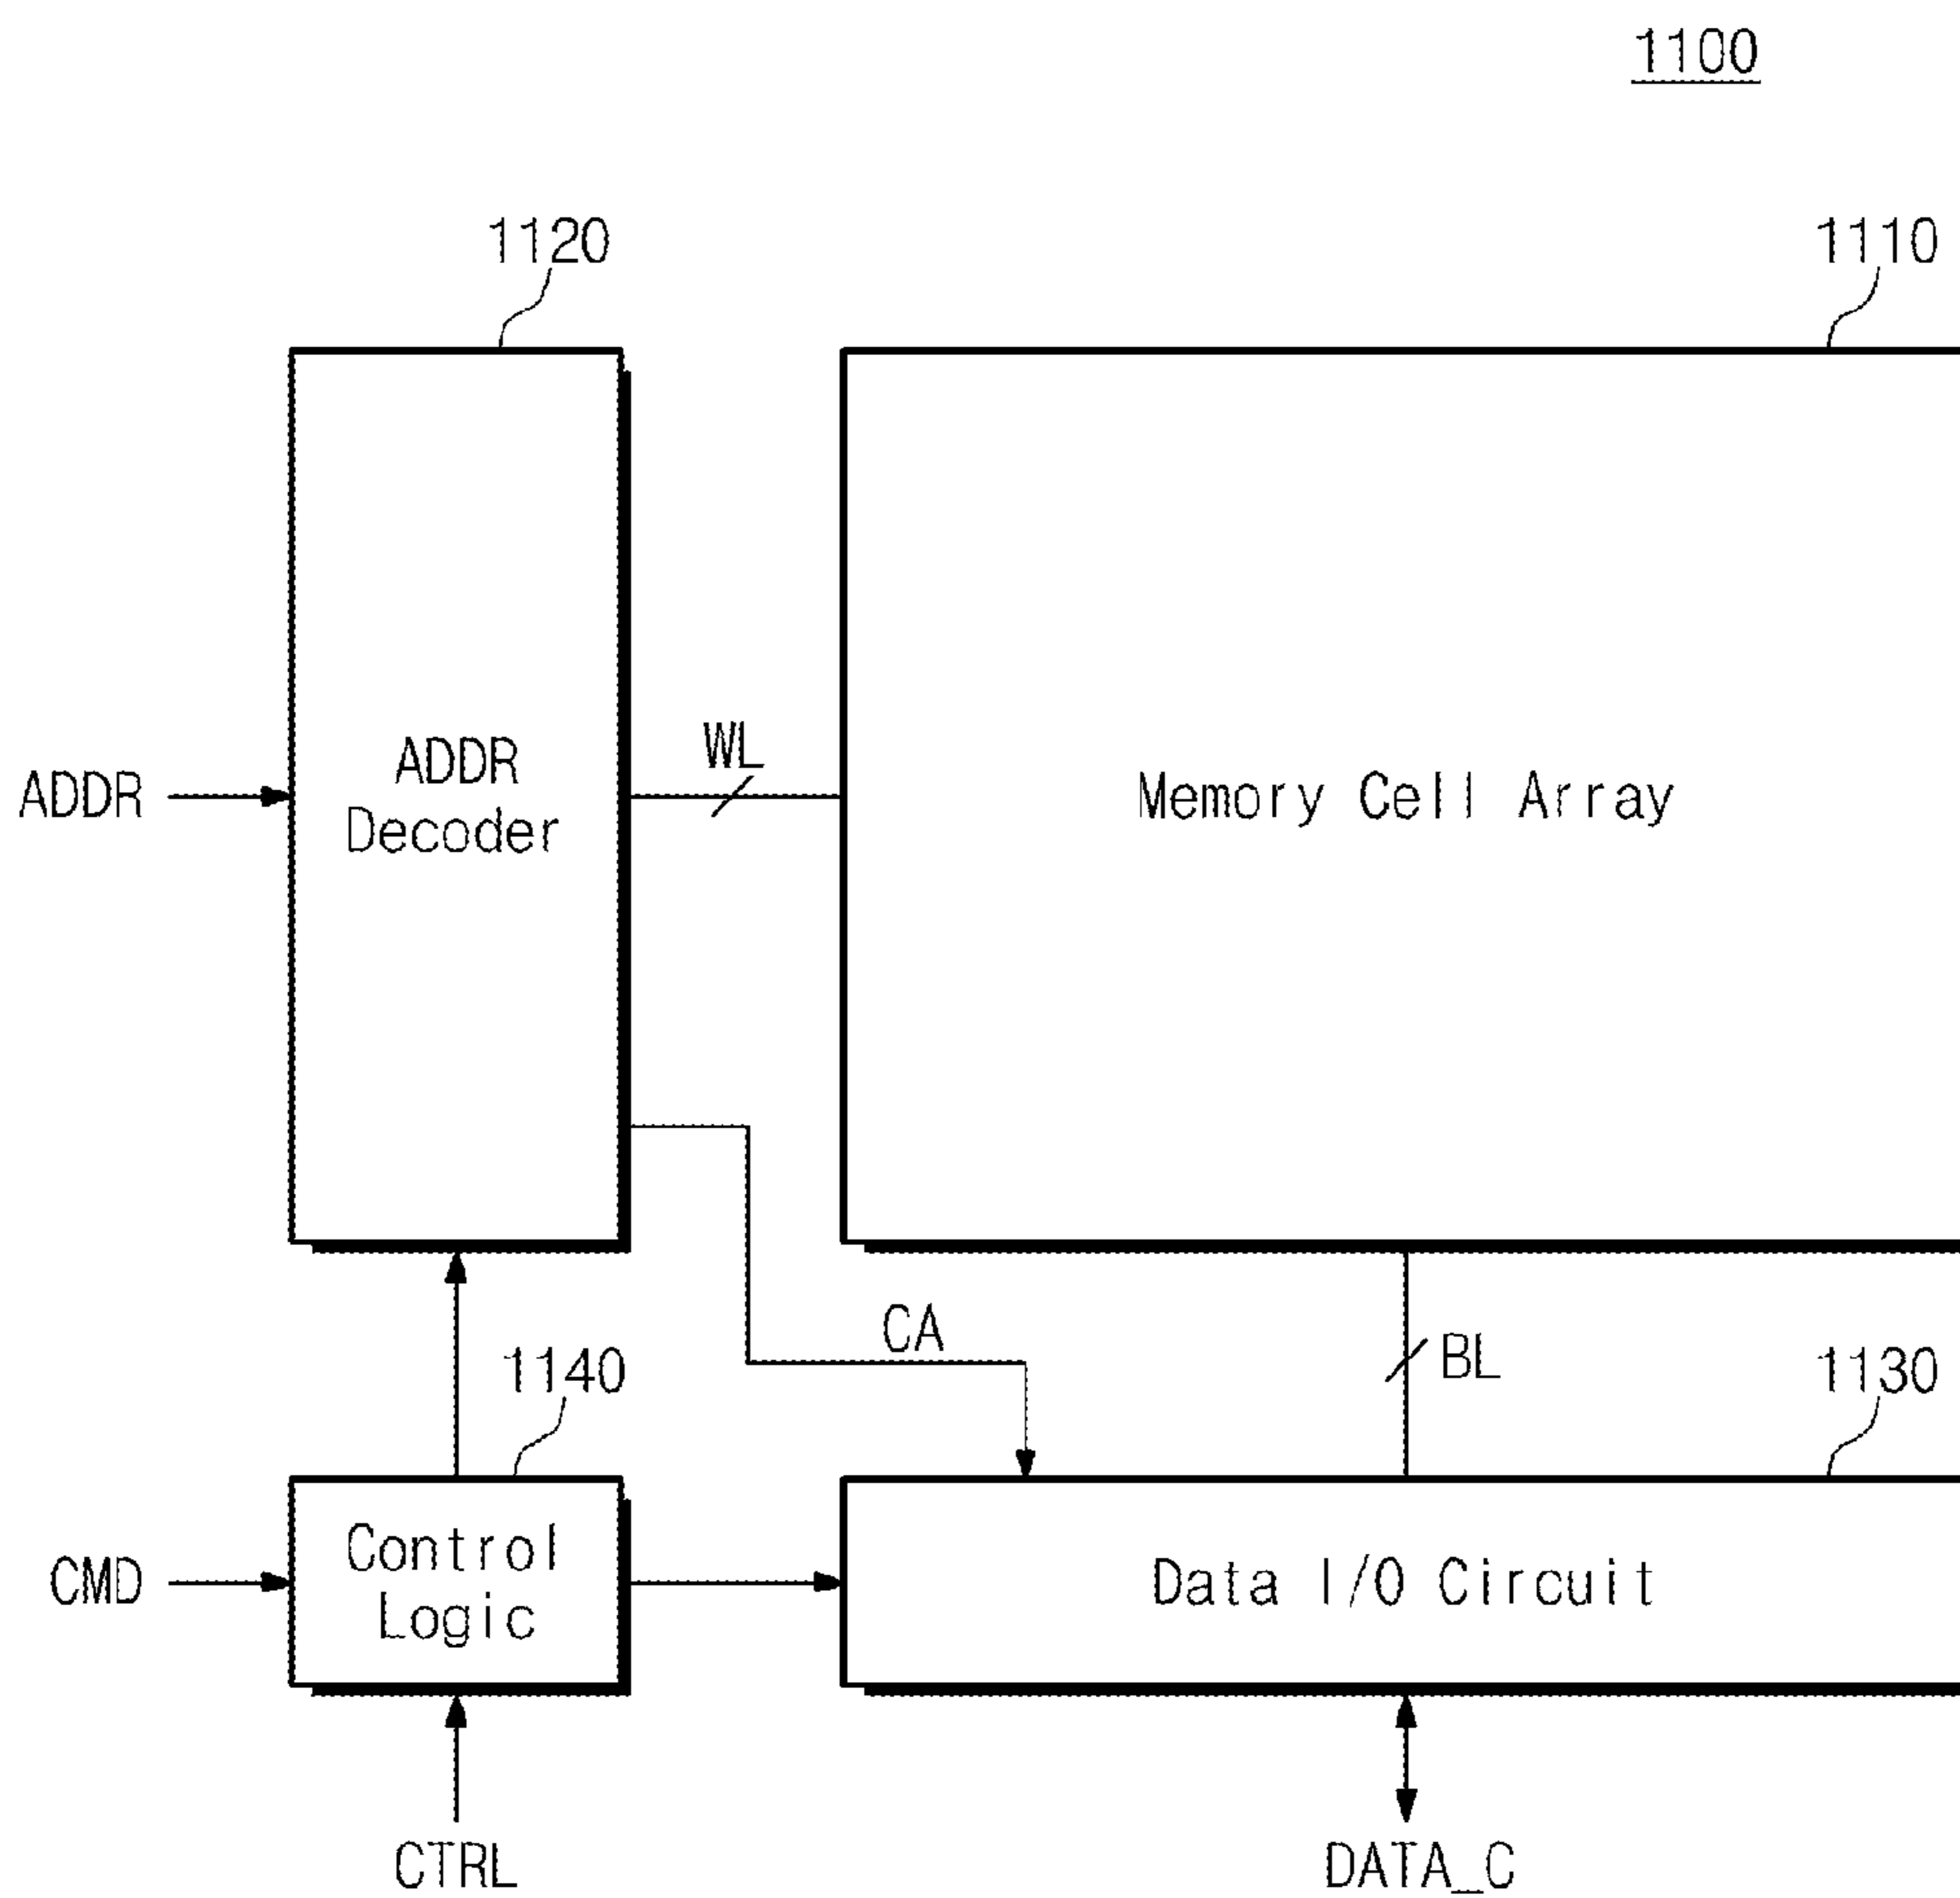 1100
1120
1110
ADDR
ADDR
Decoder
WL
Memory Cell Array
CA
BL
1140
1130
CMD
Control
Logic
Data I/O Circuit
CTRL
DATA_C